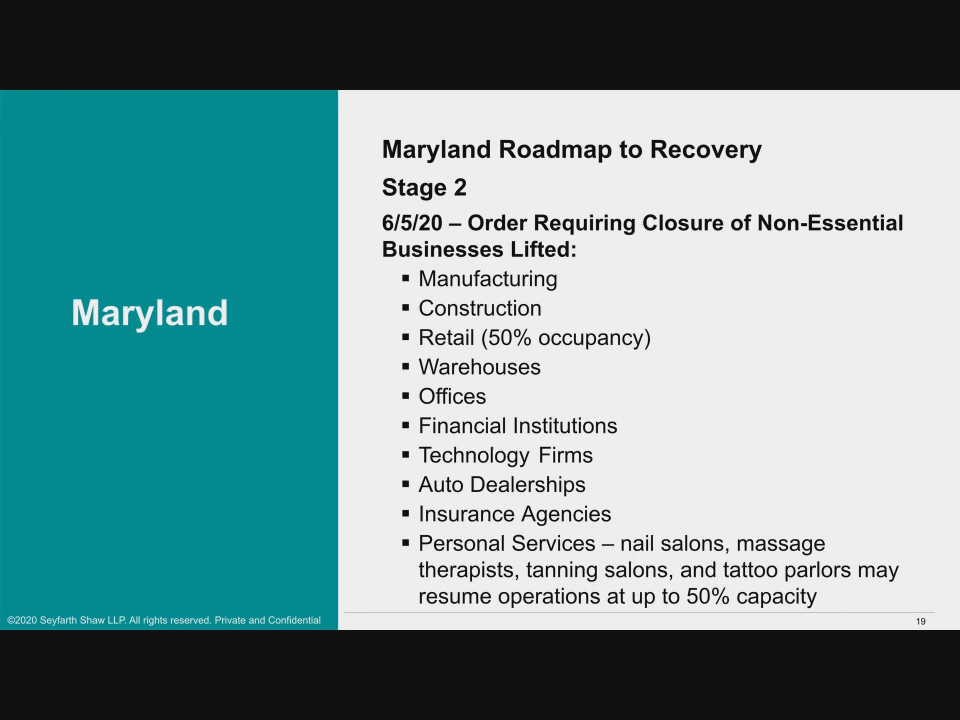 Maryland
Maryland Roadmap to Recovery
Stage 2
6/5/20 – Order Requiring Closure of Non-Essential
Businesses Lifted:
▪ Manufacturing
▪ Construction
▪ Retail (50% occupancy)
▪ Warehouses
▪ Offices
▪ Financial Institutions
▪ Technology Firms
▪ Auto Dealerships
▪ Insurance Agencies
▪ Personal Services – nail salons, massage
therapists, tanning salons, and tattoo parlors may
resume operations at up to 50% capacity
©2020 Seyfarth Shaw LLP. All rights reserved. Private and Confidential
19